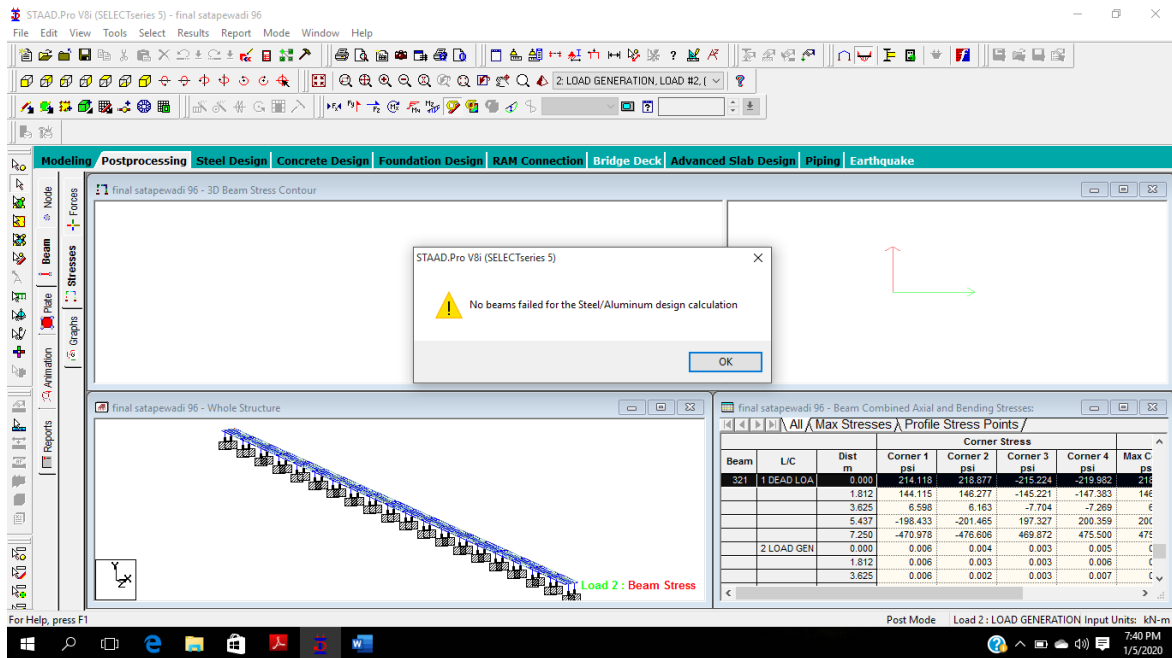 STAAD.Pro V8i (SELECTseries 5) - final satapewadi 96
File Edit View Tools Select Results Report Mode Window Help
2: LOAD GENERATION, LOAD #2, (
Modeling Postprocessing Steel Design Concrete Design Foundation Design RAM Connection Bridge Deck Advanced Slab Design Piping Earthquake
Node
Beam
Plate
Animation
Reports
Forces
Stresses
Graphs
final satapewadi 96 - 3D Beam Stress Contour
STAAD.Pro V8i (SELECTseries 5)
No beams failed for the Steel/Aluminum design calculation
OK
final satapewadi 96 - Whole Structure
Y
X
Z
Load 2 : Beam Stress
final satapewadi 96 - Beam Combined Axial and Bending Stresses:
All Max Stresses Profile Stress Points
Corner Stress
Beam L/C Dist m Corner 1 psi Corner 2 psi Corner 3 psi Corner 4 psi Max C ps
321 1 DEAD LOA 0.000 214.118 218.877 -215.224 -219.982 218
1.812 144.115 146.277 -145.221 -147.383 146
3.625 6.598 6.163 -7.704 -7.269
5.437 -198.433 -201.465 197.327 200.359 200
7.250 -470.978 -476.606 469.872 475.500 475
2 LOAD GEN 0.000 0.006 0.004 0.003 0.005
1.812 0.006 0.003 0.003 0.006
3.625 0.006 0.002 0.003 0.007
For Help, press F1
Post Mode Load 2 : LOAD GENERATION Input Units: kN-m
7:40 PM
1/5/2020